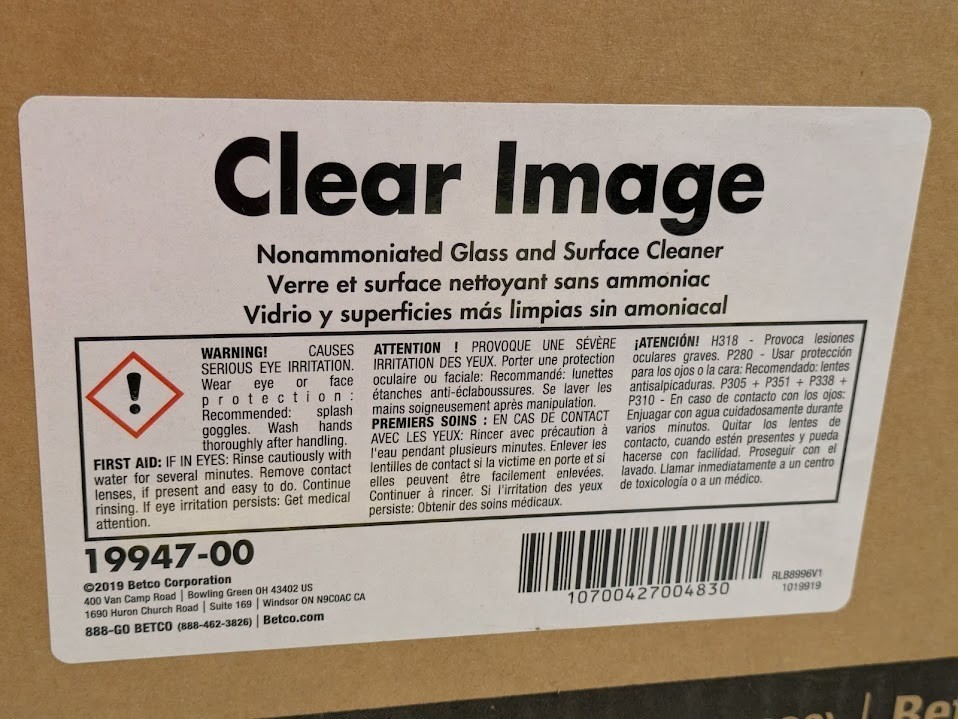 Clear Image
Nonammoniated Glass and Surface Cleaner
Verre et surface nettoyant sans ammoniac
Vidrio y superficies más limpias sin amoniacal
WARNING! CAUSES
SERIOUS EYE IRRITATION.
Wear eye or face
protection:
Recommended: splash
goggles. Wash hands
thoroughly after handling.
FIRST AID: IF IN EYES: Rinse cautiously with
water for several minutes. Remove contact
lenses, if present and easy to do. Continue
rinsing. If eye irritation persists: Get medical
attention.
ATTENTION ! PROVOQUE UNE SÉVÈRE
IRRITATION DES YEUX. Porter une protection
oculaire ou faciale: Recommandé: lunettes
étanches anti-éclaboussures. Se laver les
mains soigneusement après manipulation.
PREMIERS SOINS : EN CAS DE CONTACT
AVEC LES YEUX: Rincer avec précaution à
l'eau pendant plusieurs minutes. Enlever les
lentilles de contact si la victime en porte et si
elles peuvent être facilement enlevées.
Continuer à rincer. Si l'irritation des yeux
persiste: Obtenir des soins médicaux.
¡ATENCIÓN! H318 - Provoca lesiones
oculares graves. P280 - Usar protección
para los ojos o la cara: Recomendado: lentes
antisalpicaduras. P305 + P351 + P338 +
P310 - En caso de contacto con los ojos:
Enjuagar con agua cuidadosamente durante
varios minutos. Quitar los lentes de
contacto, cuando estén presentes y pueda
hacerse con facilidad. Proseguir con el
lavado. Llamar inmediatamente a un centro
de toxicología o a un médico.
19947-00
©2019 Betco Corporation
400 Van Camp Road | Bowling Green OH 43402 US
1690 Huron Church Road | Suite 169 | Windsor ON N9C0AC CA
888-GO BETCO (888-462-3826) | Betco.com
10700427004830
RLB8996V1
1019919